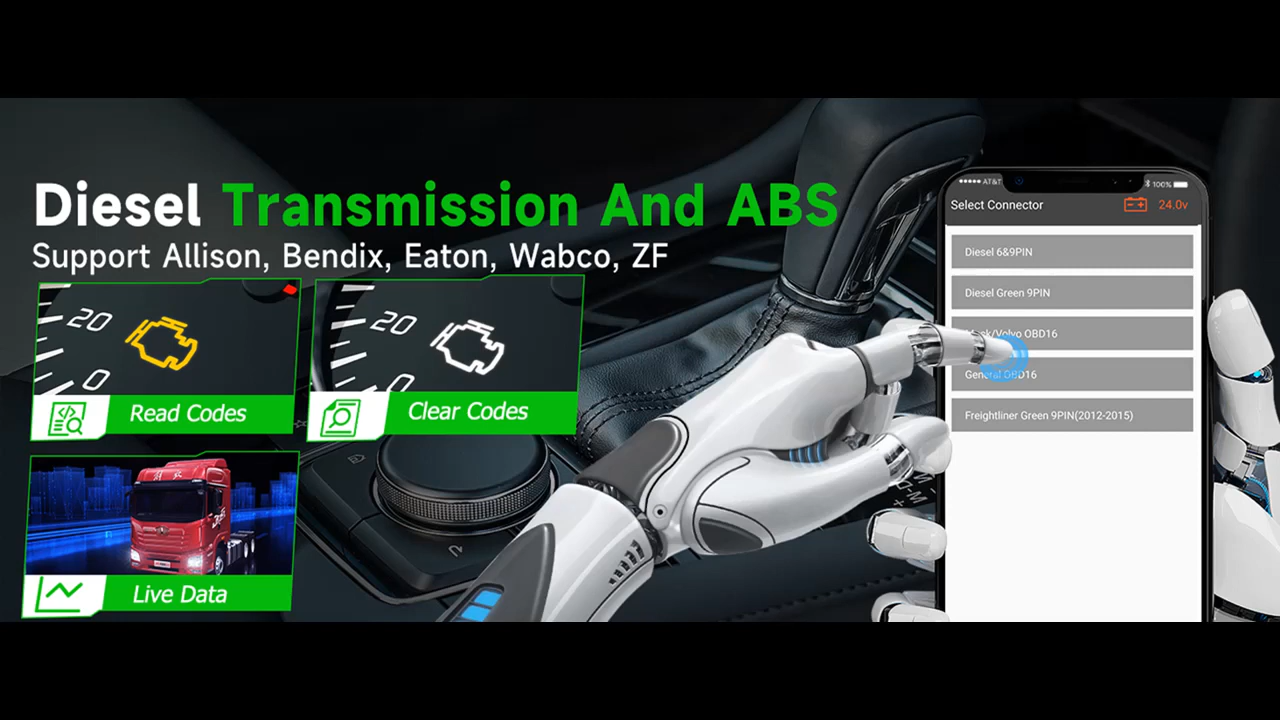 Diesel Transmission And ABS
Support Allison, Bendix, Eaton, Wabco, ZF
20
0
Read Codes
20
0
Clear Codes
Live Data
AT&T
100%
Select Connector
24.0v
Diesel 6&9PIN
Diesel Green 9PIN
/Volvo OBD16
General OBD16
Freightliner Green 9PIN(2012-2015)